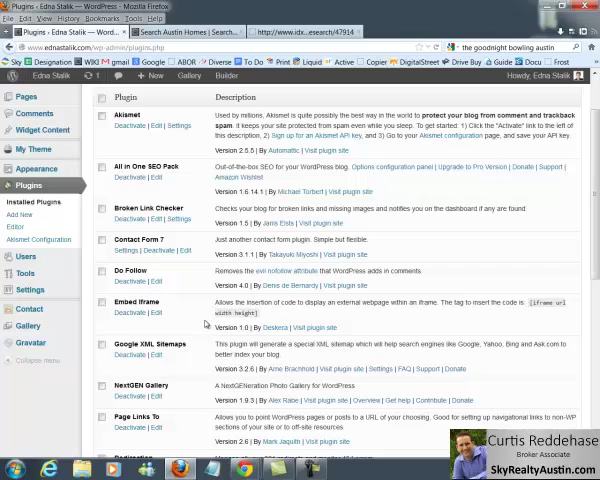 Plugins ‹ Edna Stalik — WordPress - Mozilla Firefox
File Edit View History Bookmarks Tools Help
Plugins ‹ Edna Stalik — Word... × Search Austin Homes | Search... × http://www.idx...esearch/47914 ×
www.ednastalik.com/wp-admin/plugins.php
the goodnight bowling austin
Designation WIKI gmail Google ABOR Directory To Print Liquid Cartoon Copier DigitalStreet Drive Buy Energy Guide
Edna Stalik 1 + New Gallery Builder Howdy, Edna Stalik
Pages
Comments
Widget Content
My Theme
Appearance
Plugins
Installed Plugins
Add New
Editor
Akismet Configuration
Users
Tools
Settings
Contact
Gallery
Gravatar
Collapse menu
Plugin Description
Akismet
Deactivate | Edit | Settings
Used by millions, Akismet is quite possibly the best way in the world to protect your blog from comment and trackback
spam. It keeps your site protected from spam even while you sleep. To get started: 1) Click the "Activate" link to the left of
this description, 2) Sign up for an Akismet API key, and 3) Go to your Akismet configuration page, and save your API key.
Version 2.5.5 | By Automattic | Visit plugin site
All in One SEO Pack
Deactivate | Edit
Out-of-the-box SEO for your WordPress blog. Options configuration panel | Upgrade to Pro Version | Donate | Support |
Amazon Wishlist
Version 1.6.14.1 | By Michael Torbert | Visit plugin site
Broken Link Checker
Deactivate | Edit | Settings
Checks your blog for broken links and missing images and notifies you on the dashboard if any are found
Version 1.5 | By Janis Elsts | Visit plugin site
Contact Form 7
Settings | Deactivate | Edit
Just another contact form plugin. Simple but flexible.
Version 3.1.1 | By Takayuki Miyoshi | Visit plugin site
Do Follow
Deactivate | Edit
Removes the evil nofollow attribute that WordPress adds in comments.
Version 4.0 | By Denis de Bernardy | Visit plugin site
Embed Iframe
Deactivate | Edit
Allows the insertion of code to display an external webpage within an iframe. The tag to insert the code is: [iframe url
width height]
Version 1.0 | By Deskera | Visit plugin site
Google XML Sitemaps
Deactivate | Edit
This plugin will generate a special XML sitemap which will help search engines like Google, Yahoo, Bing and Ask.com to
better index your blog.
Version 3.2.6 | By Arne Brachhold | Visit plugin site | Settings | FAQ | Support | Donate
NextGEN Gallery
Deactivate | Edit
A NextGENeration Photo Gallery for WordPress
Version 1.9.3 | By Alex Rabe | Visit plugin site | Overview | Get help | Contribute | Donate
Page Links To
Deactivate | Edit
Allows you to point WordPress pages or posts to a URL of your choosing. Good for setting up navigational links to non-WP
sections of your site or to off-site resources.
Version 2.6 | By Mark Jaquith | Visit plugin site
Redirection
Curtis Reddehase
Broker Associate
SkyRealtyAustin.com